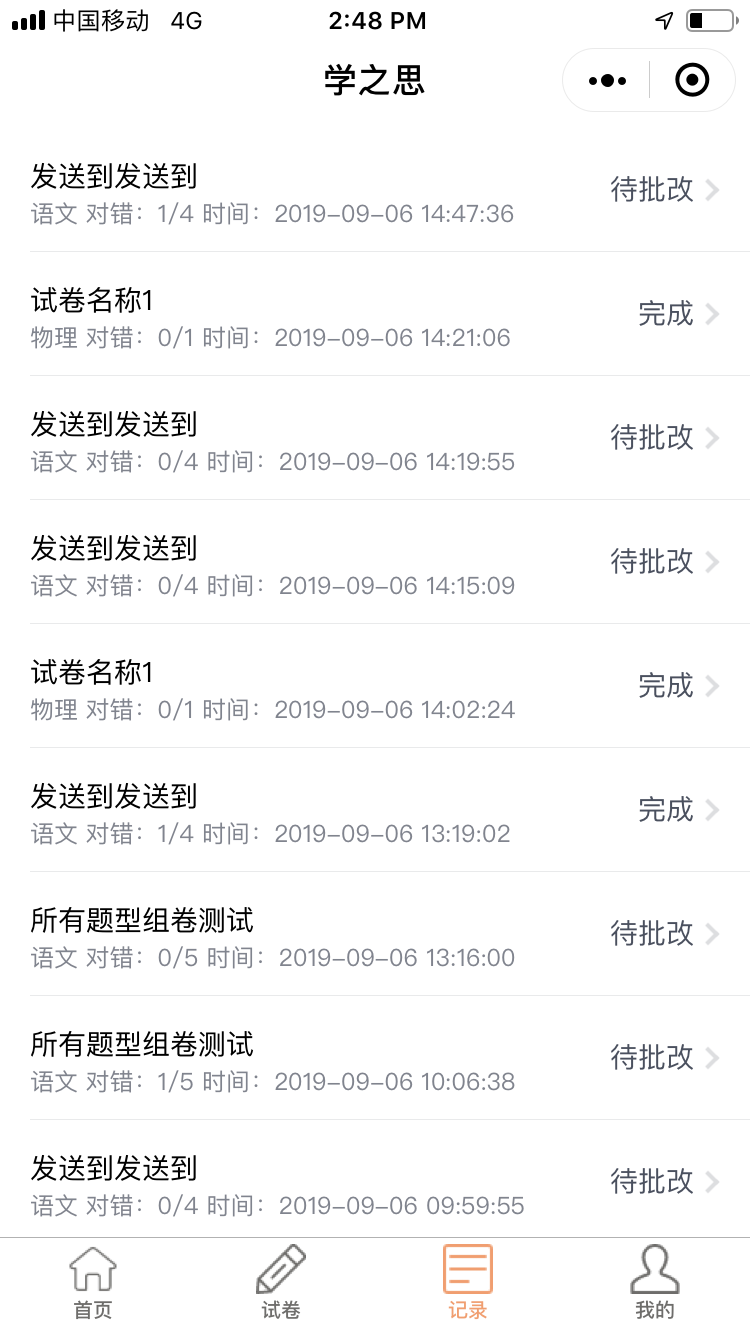 中国移动 4G 2:48 PM
学之思
发送到发送到
待批改
语文 对错：1/4 时间：2019-09-06 14:47:36
试卷名称1
完成
物理 对错：0/1 时间：2019-09-06 14:21:06
发送到发送到
待批改
语文 对错：0/4 时间：2019-09-06 14:19:55
发送到发送到
待批改
语文 对错：0/4 时间：2019-09-06 14:15:09
试卷名称1
完成
物理 对错：0/1 时间：2019-09-06 14:02:24
发送到发送到
完成
语文 对错：1/4 时间：2019-09-06 13:19:02
所有题型组卷测试
待批改
语文 对错：0/5 时间：2019-09-06 13:16:00
所有题型组卷测试
待批改
语文 对错：1/5 时间：2019-09-06 10:06:38
发送到发送到
待批改
语文 对错：0/4 时间：2019-09-06 09:59:55
首页 试卷 记录 我的